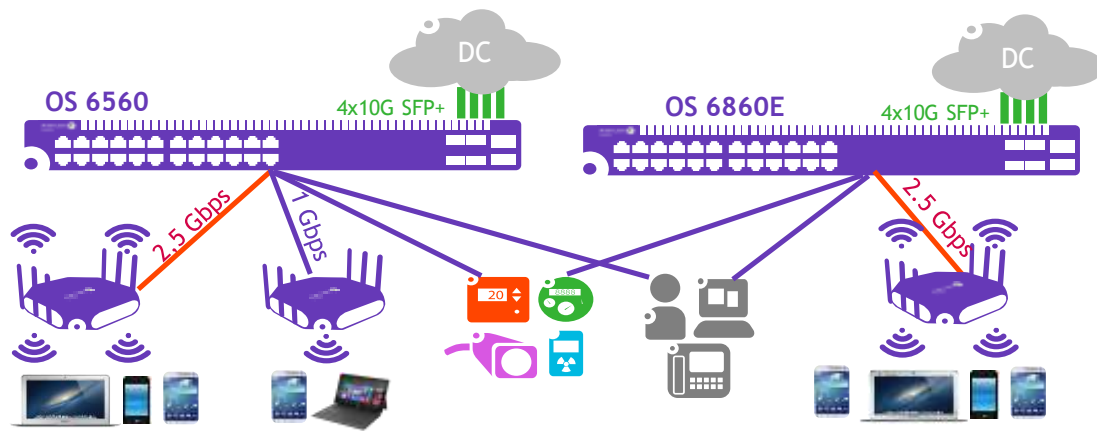 DC
DC
OS 6560
4x10G SFP+
OS 6860E
4x10G SFP+
2,5 Gbps
1 Gbps
2.5 Gbps
20
8888